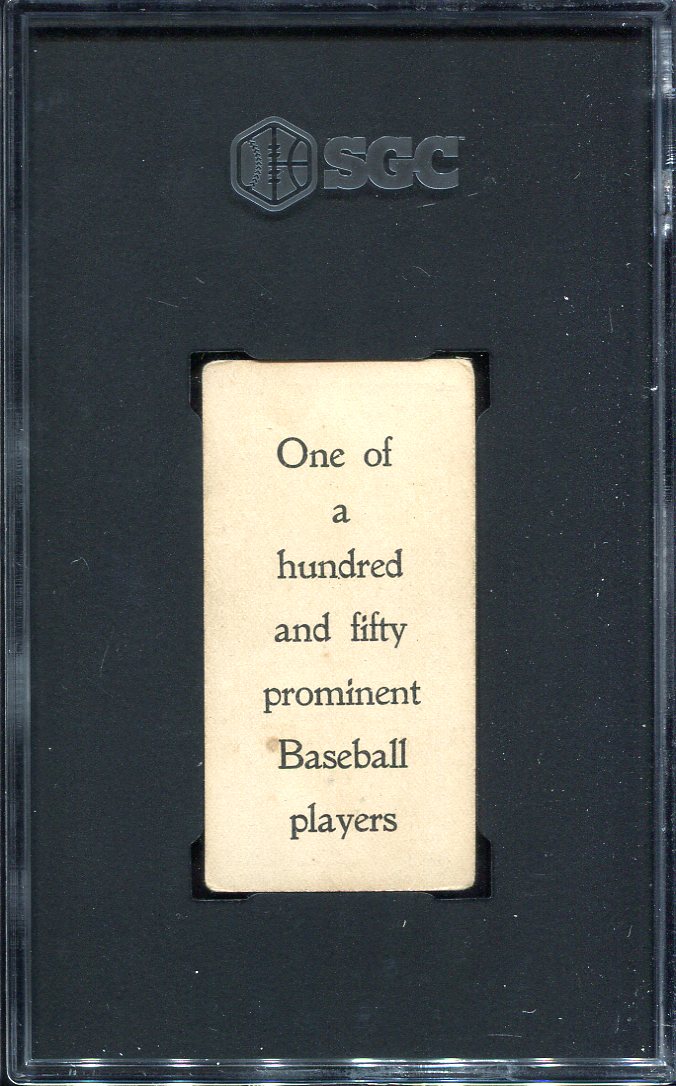 SGC
One of
a
hundred
and fifty
prominent
Baseball
players